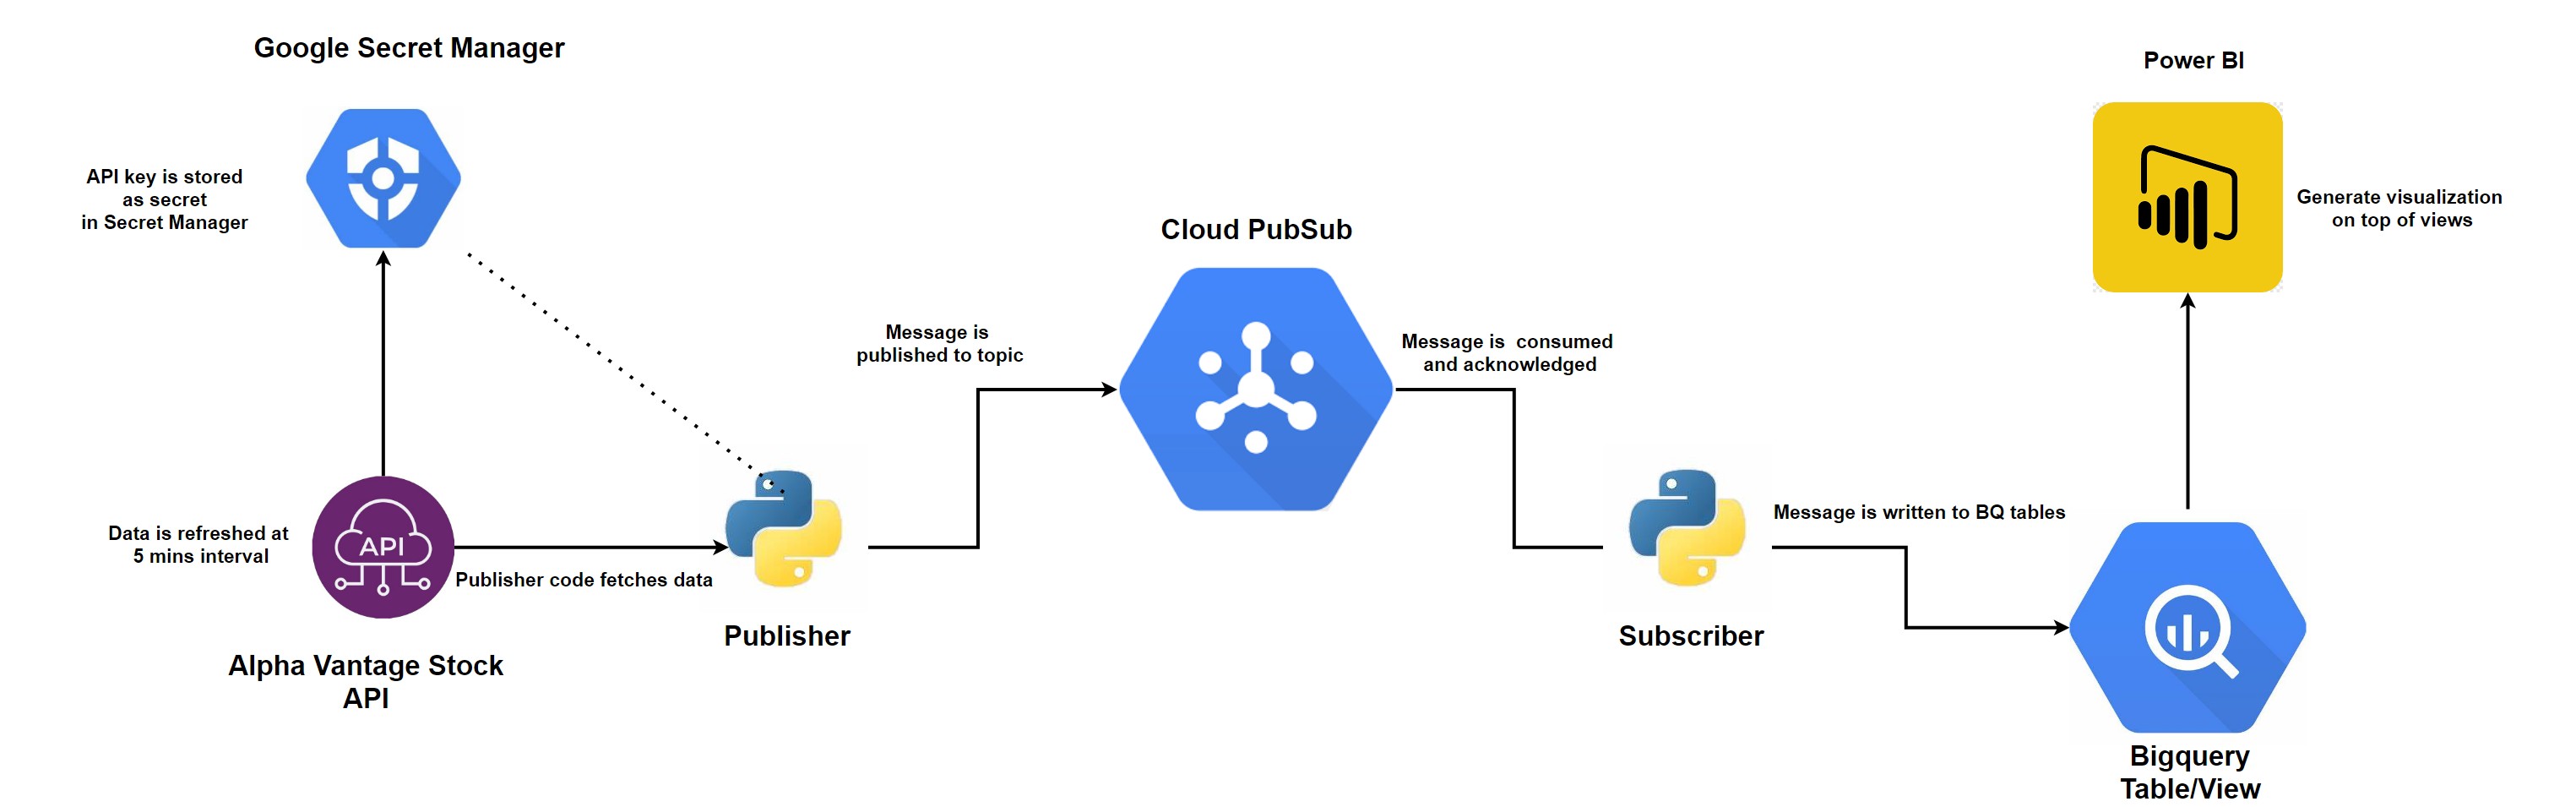 Google Secret Manager
API key is stored
as secret
in Secret Manager
Data is refreshed at
5 mins interval
API
Alpha Vantage Stock
API
Publisher code fetches data
Publisher
Message is
published to topic
Cloud PubSub
Message is  consumed
and acknowledged
Subscriber
Message is written to BQ tables
Power BI
Generate visualization
on top of views
Bigquery
Table/View